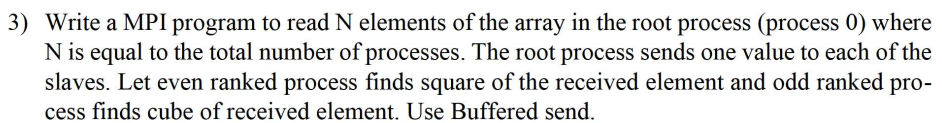 3) Write a MPI program to read N elements of the array in the root process (process 0) where
N is equal to the total number of processes. The root process sends one value to each of the
slaves. Let even ranked process finds square of the received element and odd ranked pro-
cess finds cube of received element. Use Buffered send.